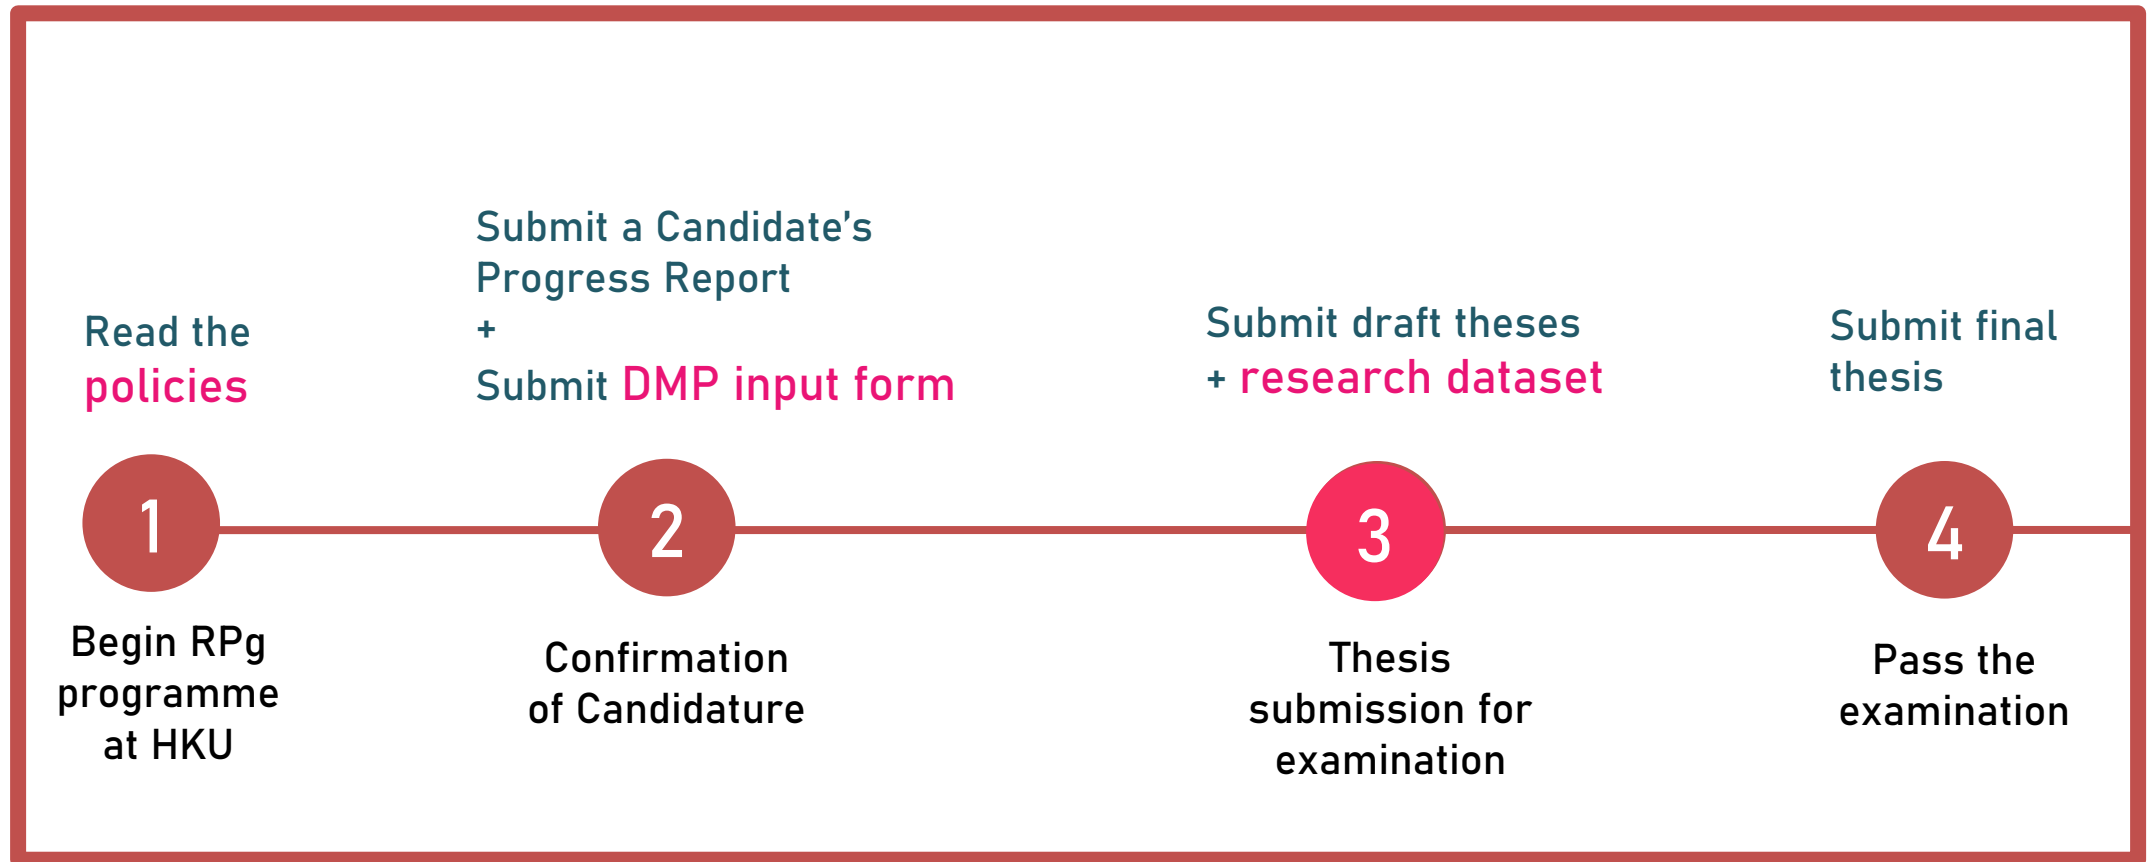 Read the
policies
1
Begin RPg
programme
at HKU
Submit a Candidate’s
Progress Report
+
Submit DMP input form
2
Confirmation
of Candidature
Submit draft theses
+ research dataset
3
Thesis
submission for
examination
Submit final
thesis
4
Pass the
examination